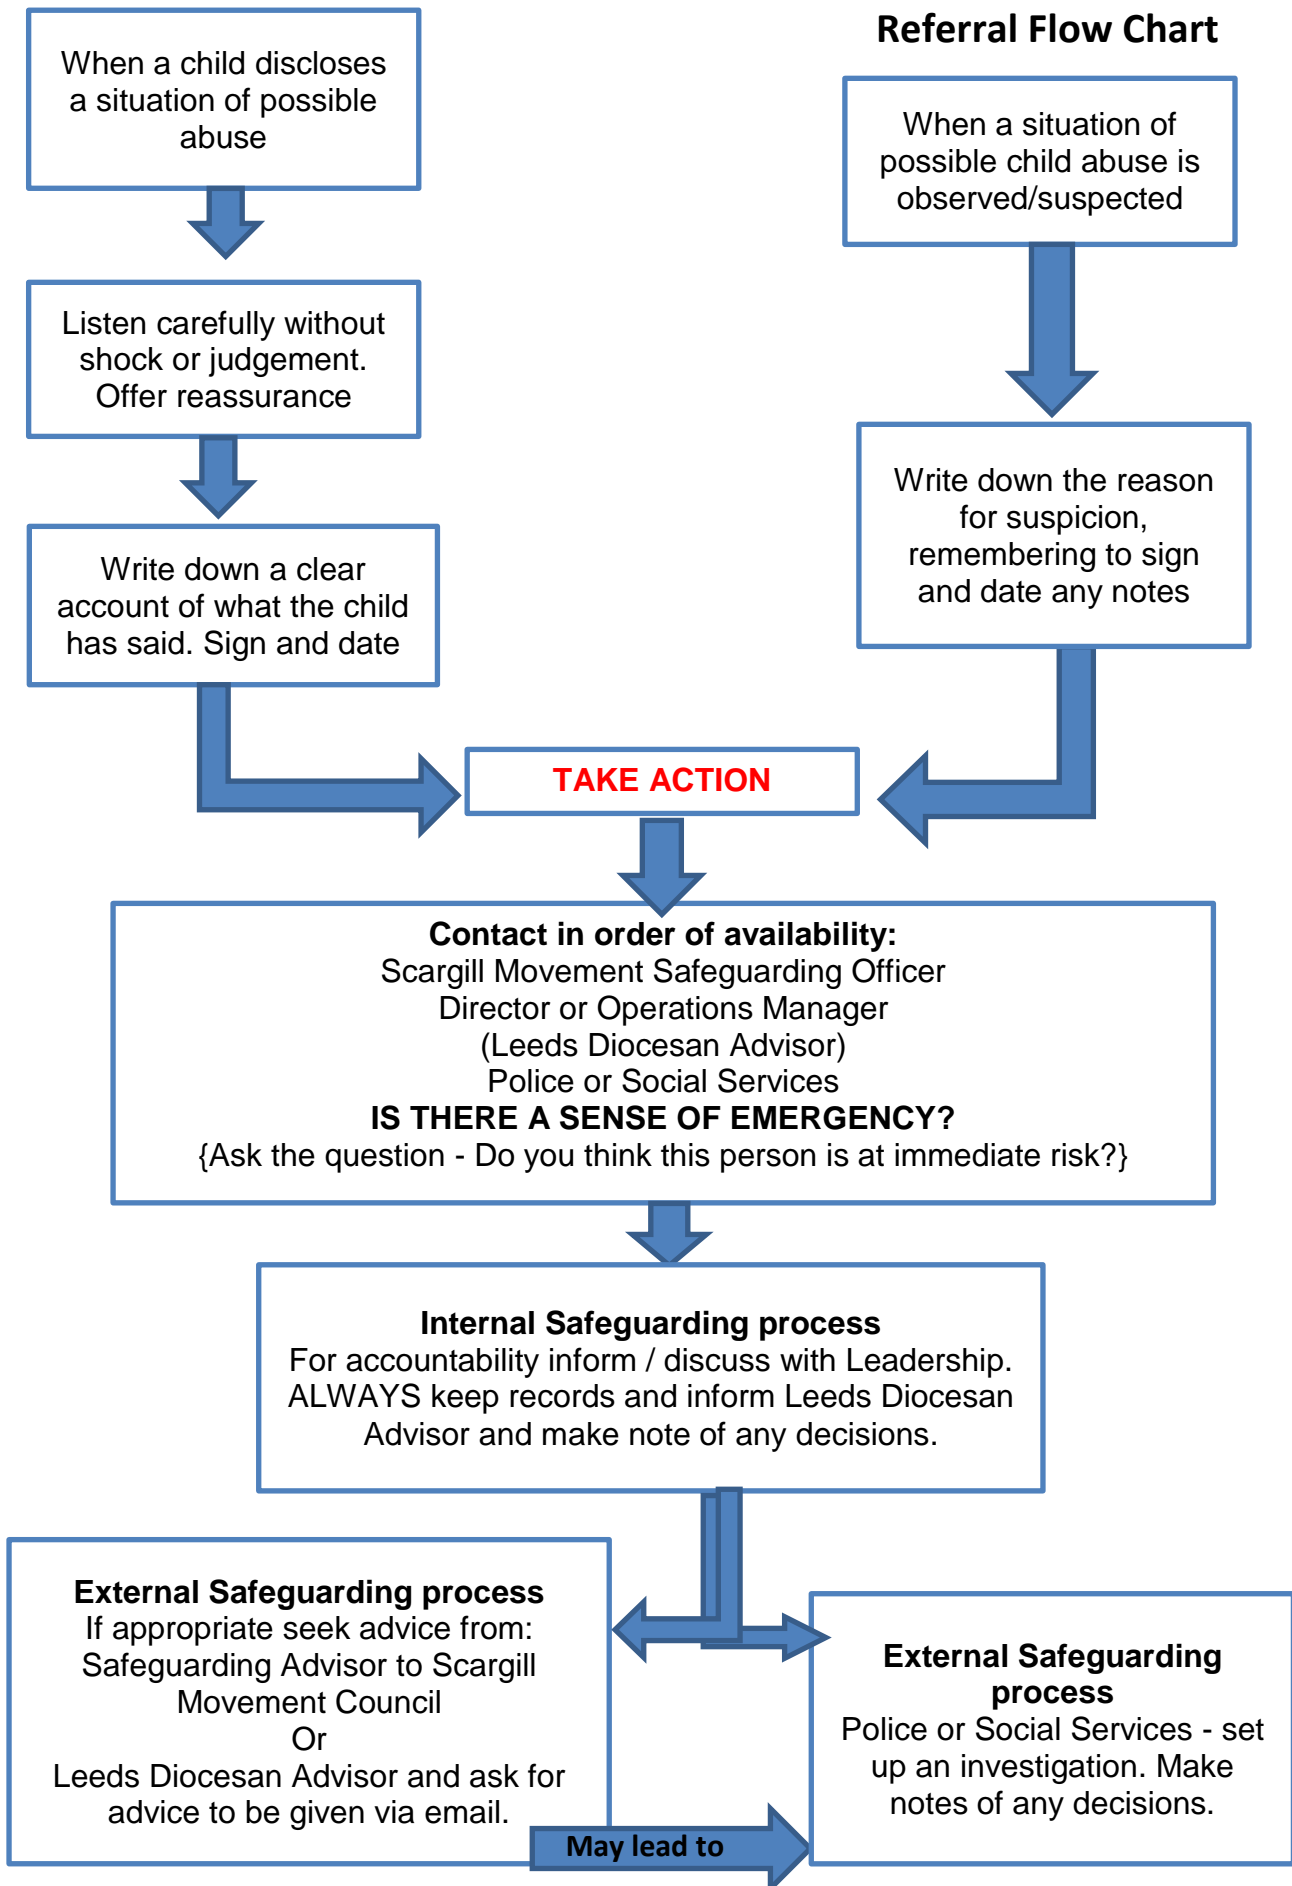 Referral Flow Chart
When a child discloses
a situation of possible
abuse
When a situation of
possible child abuse is
observed/suspected
Listen carefully without
shock or judgement.
Offer reassurance
Write down the reason
for suspicion,
remembering to sign
and date any notes
Write down a clear
account of what the child
has said. Sign and date
TAKE ACTION
Contact in order of availability:
Scargill Movement Safeguarding Officer
Director or Operations Manager
(Leeds Diocesan Advisor)
Police or Social Services
IS THERE A SENSE OF EMERGENCY?
{Ask the question - Do you think this person is at immediate risk?}
Internal Safeguarding process
For accountability inform / discuss with Leadership.
ALWAYS keep records and inform Leeds Diocesan
Advisor and make note of any decisions.
External Safeguarding process
If appropriate seek advice from:
Safeguarding Advisor to Scargill
Movement Council
Or
Leeds Diocesan Advisor and ask for
advice to be given via email.
External Safeguarding
process
Police or Social Services - set
up an investigation. Make
notes of any decisions.
May lead to